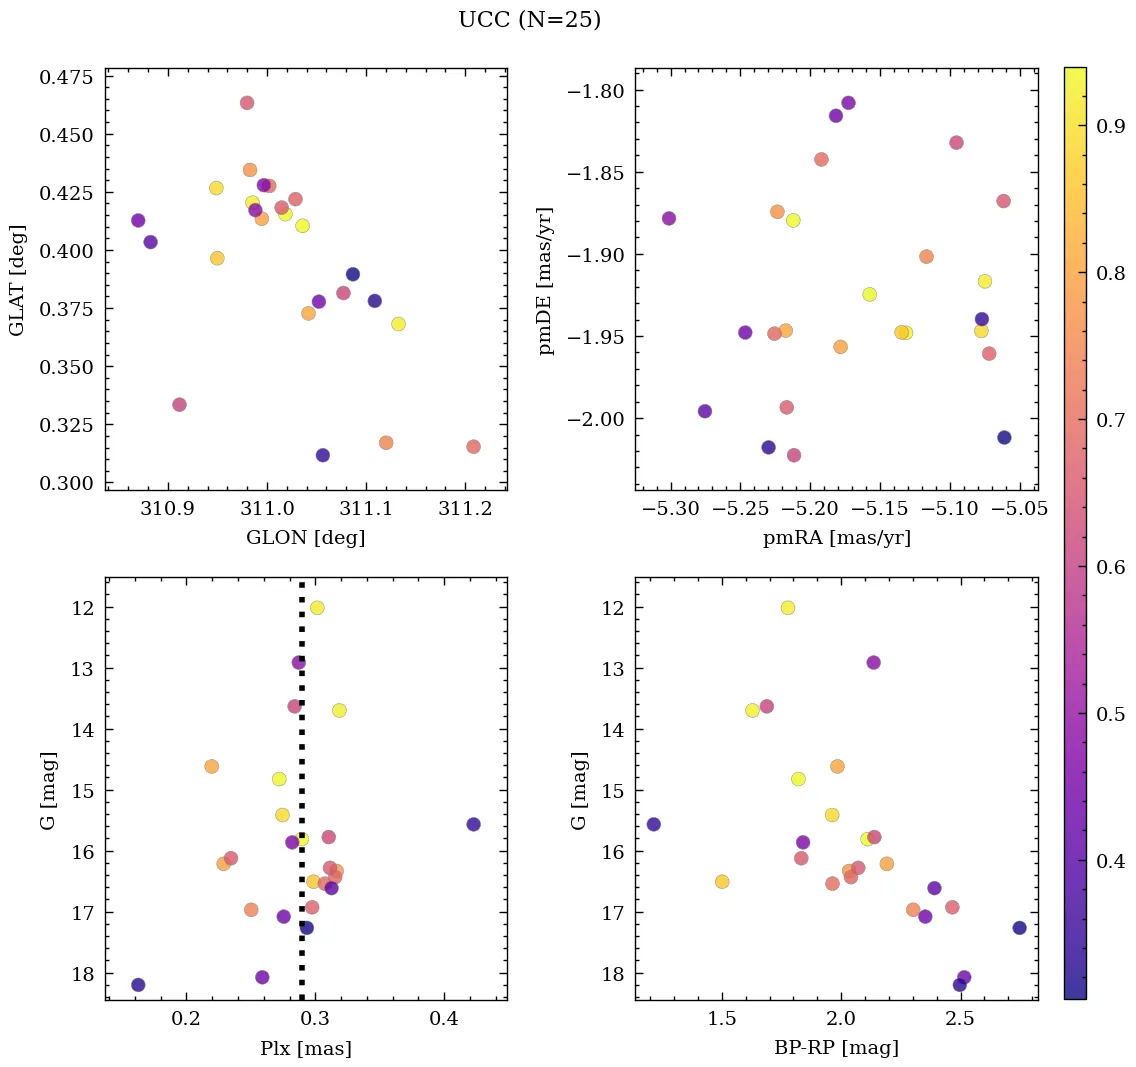 UCC (N=25)
0.475
0.450
0.425
0.400
0.375
0.350
0.325
0.300
GLAT [deg]
310.9 311.0 311.1 311.2
GLON [deg]
−1.80
−1.85
−1.90
−1.95
−2.00
pmDE [mas/yr]
−5.30 −5.25 −5.20 −5.15 −5.10 −5.05
pmRA [mas/yr]
12
13
14
15
16
17
18
G [mag]
0.2 0.3 0.4
Plx [mas]
12
13
14
15
16
17
18
G [mag]
1.5 2.0 2.5
BP-RP [mag]
0.9
0.8
0.7
0.6
0.5
0.4